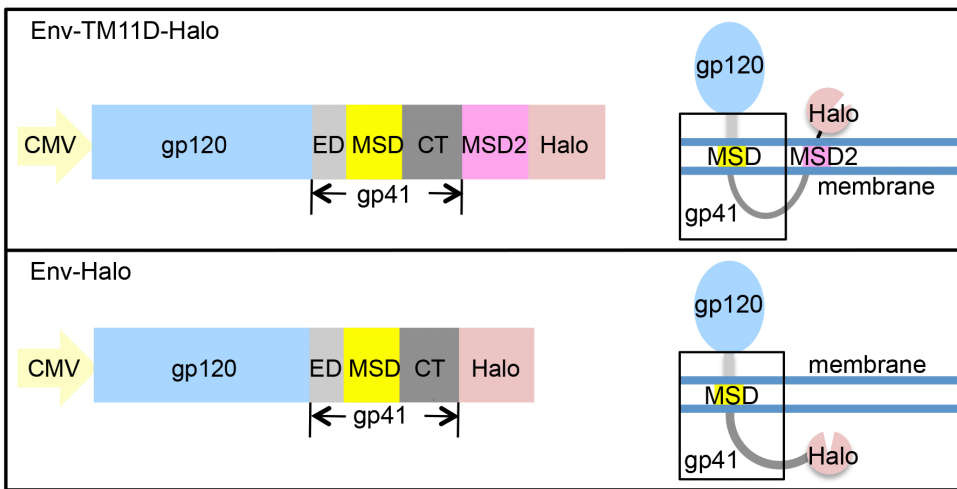 Env-TM11D-Halo
CMV
gp120
ED
MSD
CT
MSD2
Halo
gp41
gp120
Halo
MSD
MSD2
membrane
gp41
Env-Halo
CMV
gp120
ED
MSD
CT
Halo
gp41
gp120
membrane
MSD
gp41
Halo